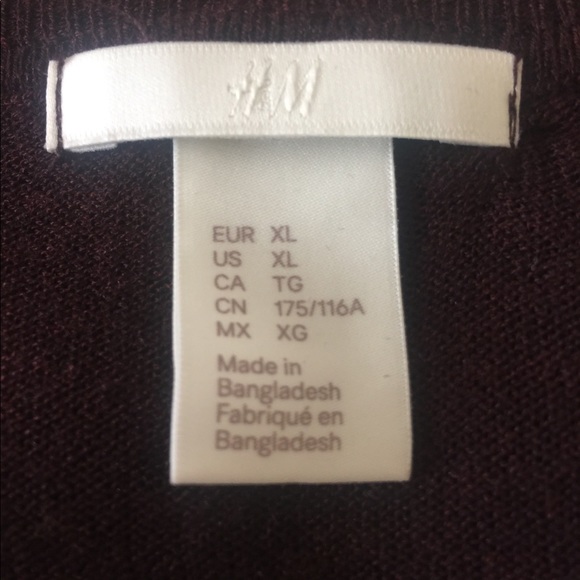 H&M
EUR XL
US XL
CA TG
CN 175/116A
MX XG
Made in
Bangladesh
Fabriqué en
Bangladesh